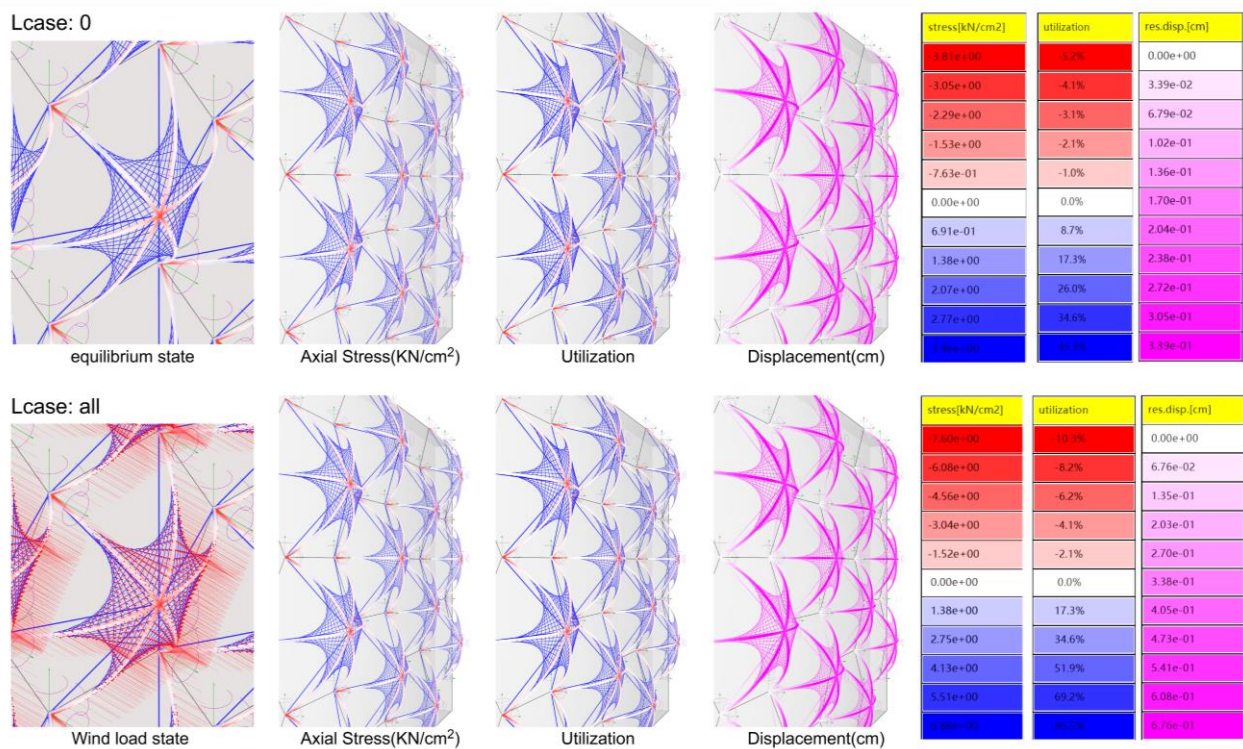 Lcase: 0
equilibrium state
Axial Stress(KN/cm²)
Utilization
Displacement(cm)
stress[kN/cm2] utilization res.disp.[cm]
-3.81e+00 -5.2% 0.00e+00
-3.05e+00 -4.1% 3.39e-02
-2.29e+00 -3.1% 6.79e-02
-1.53e+00 -2.1% 1.02e-01
-7.63e-01 -1.0% 1.36e-01
0.00e+00 0.0% 1.70e-01
6.91e-01 8.7% 2.04e-01
1.38e+00 17.3% 2.38e-01
2.07e+00 26.0% 2.72e-01
2.77e+00 34.6% 3.05e-01
3.39e-01
Lcase: all
Wind load state
Axial Stress(KN/cm²)
Utilization
Displacement(cm)
stress[kN/cm2] utilization res.disp.[cm]
-7.60e+00 -10.3% 0.00e+00
-6.08e+00 -8.2% 6.76e-02
-4.56e+00 -6.2% 1.35e-01
-3.04e+00 -4.1% 2.03e-01
-1.52e+00 -2.1% 2.70e-01
0.00e+00 0.0% 3.38e-01
1.38e+00 17.3% 4.05e-01
2.75e+00 34.6% 4.73e-01
4.13e+00 51.9% 5.41e-01
5.51e+00 69.2% 6.08e-01
6.76e-01